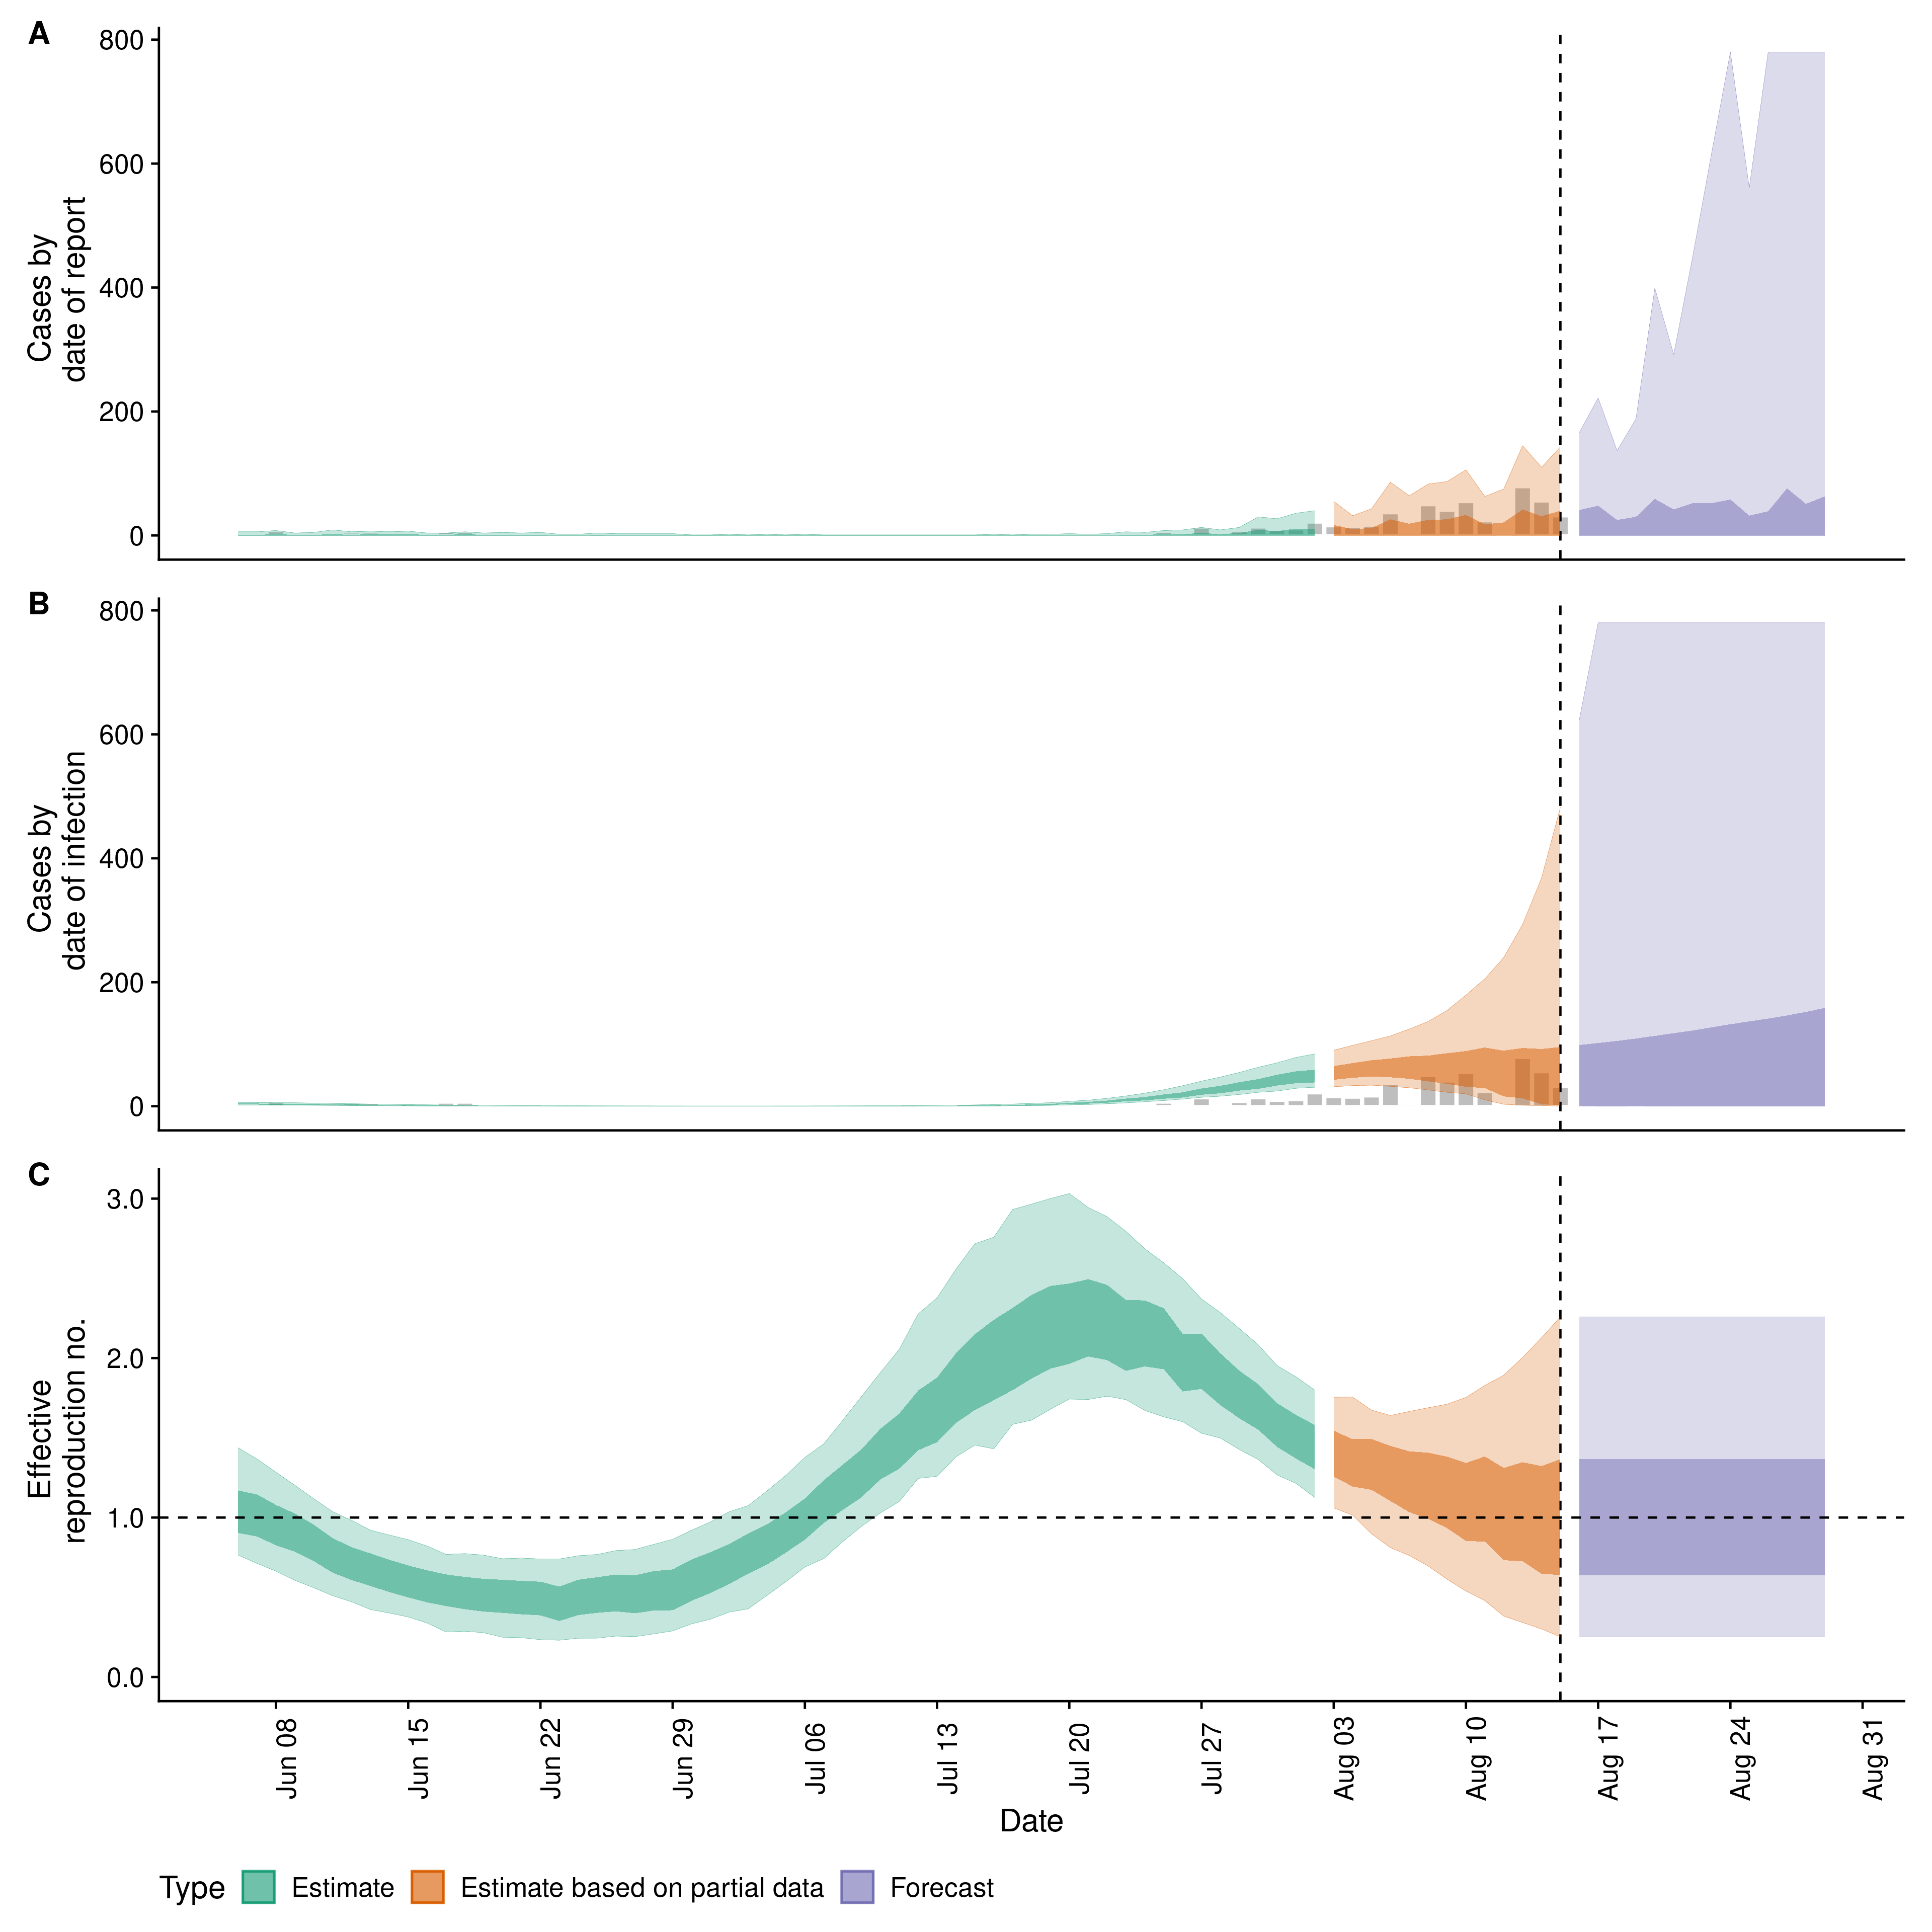 A
800
600
400
200
0
Cases by
date of report
B
800
600
400
200
0
Cases by
date of infection
C
3.0
2.0
1.0
0.0
Effective
reproduction no.
Jun 08
Jun 15
Jun 22
Jun 29
Jul 06
Jul 13
Jul 20
Jul 27
Aug 03
Aug 10
Aug 17
Aug 24
Aug 31
Date
Type Estimate Estimate based on partial data Forecast